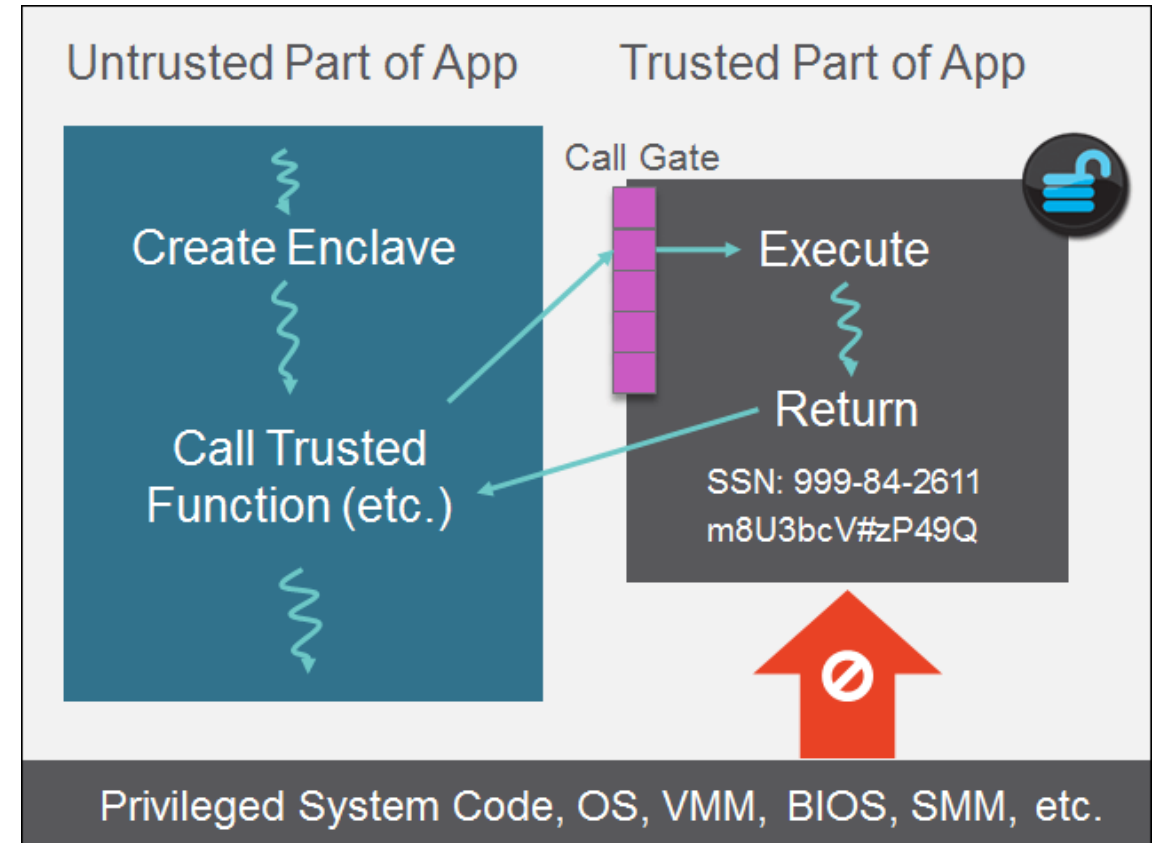 Untrusted Part of App
Trusted Part of App
Call Gate
Create Enclave
Execute
Call Trusted
Function (etc.)
Return
SSN: 999-84-2611
m8U3bcV#zP49Q
Privileged System Code, OS, VMM, BIOS, SMM, etc.